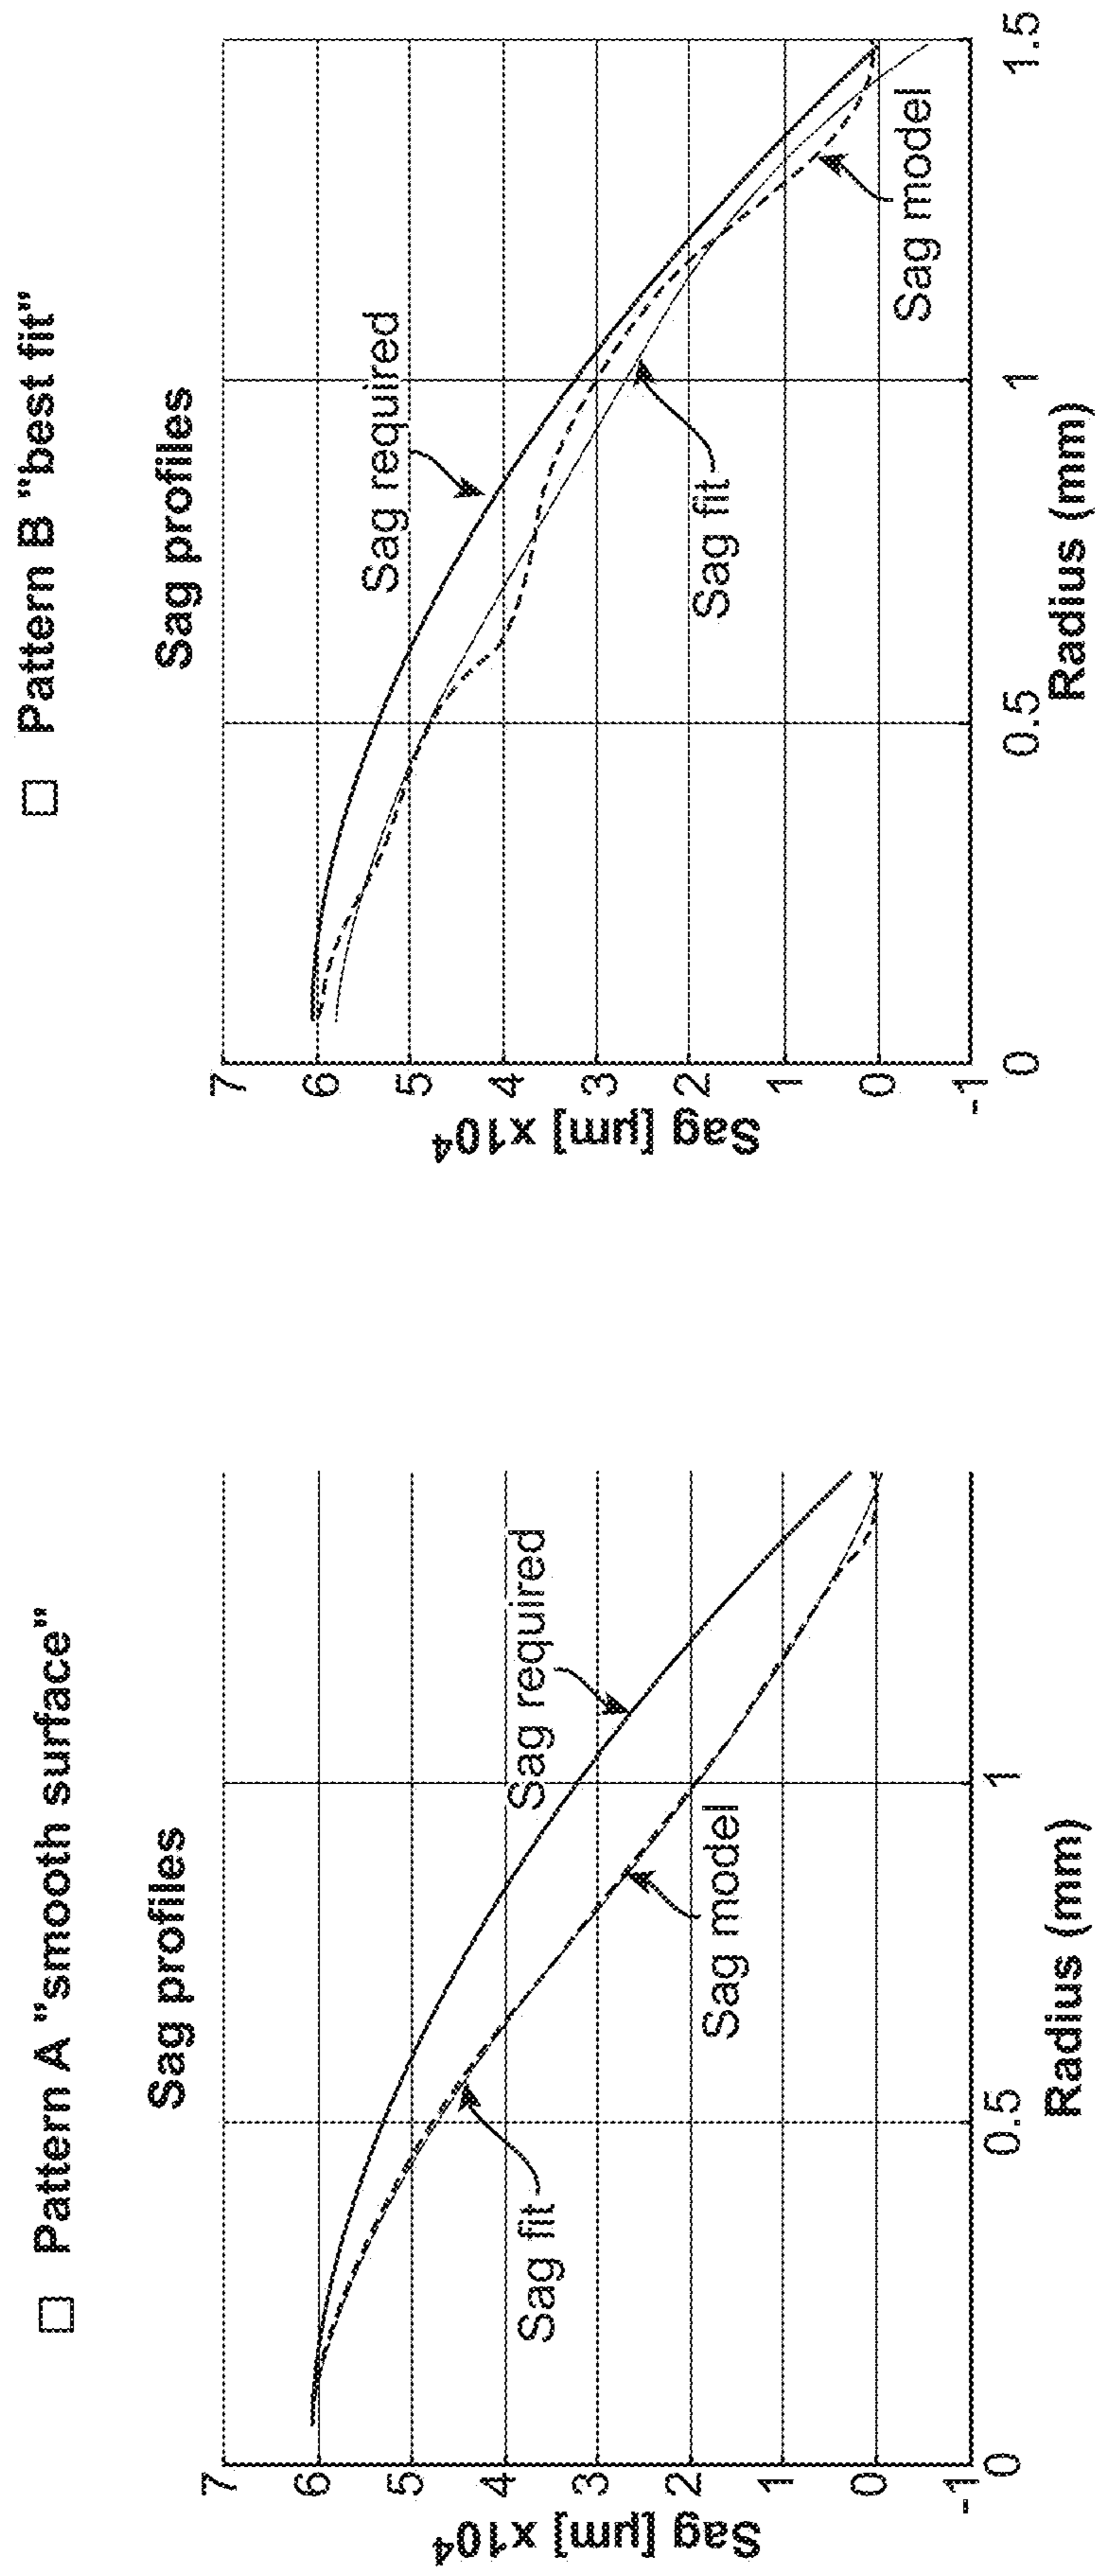 □ Pattern A "smooth surface"
Sag profiles
7
6
5
4
3
2
1
0
-1
Sag [µm] x10⁴
Sag required
Sag fit
Sag model
0
0.5
1
Radius (mm)
□ Pattern B "best fit"
Sag profiles
7
6
5
4
3
2
1
0
-1
Sag [µm] x10⁴
Sag required
Sag fit
Sag model
0
0.5
1
1.5
Radius (mm)